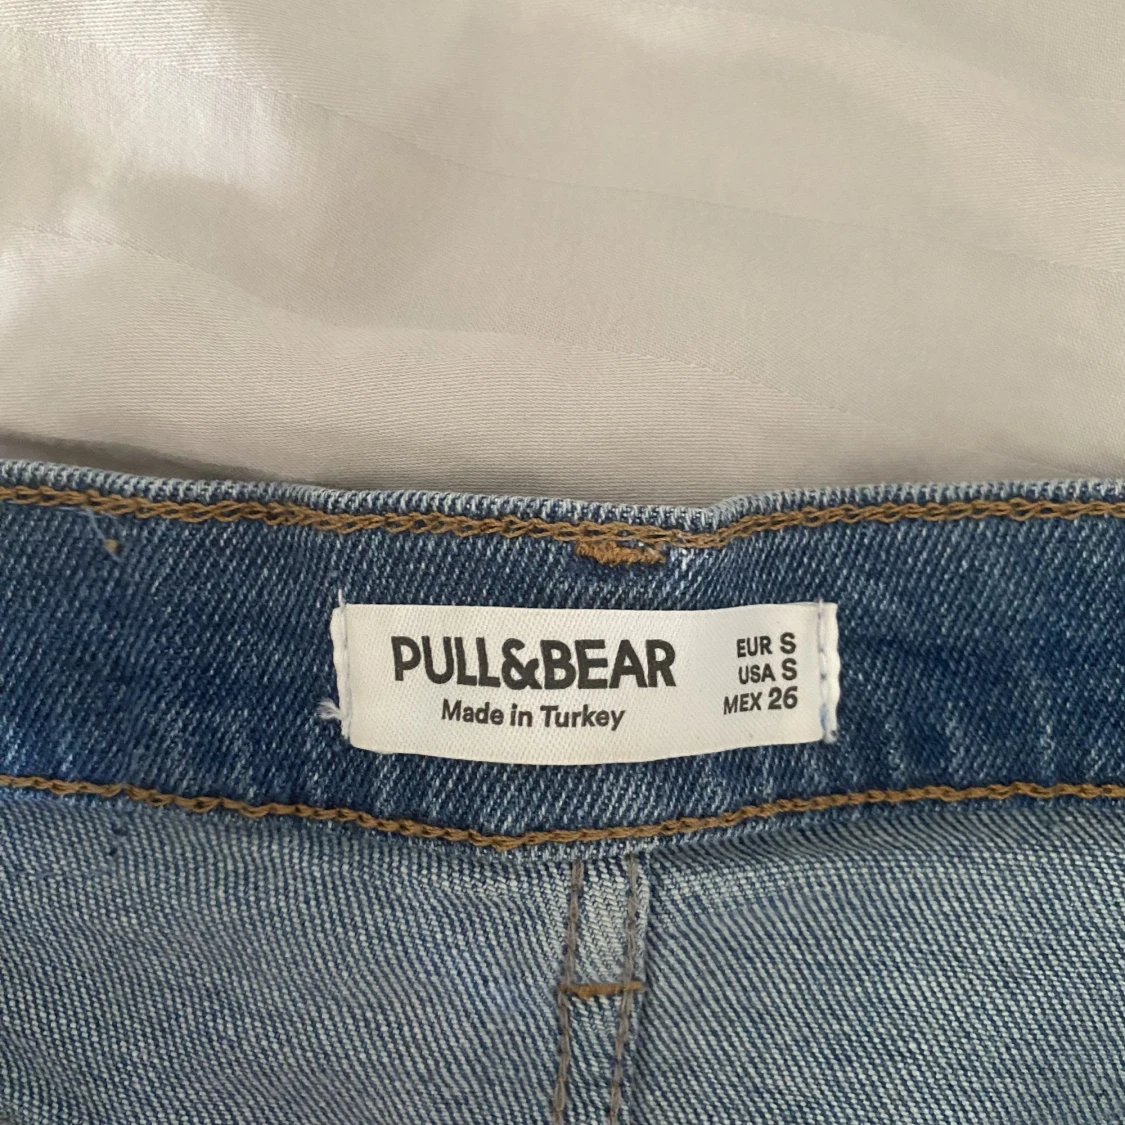 PULL&BEAR
Made in Turkey
EUR S
USA S
MEX 26